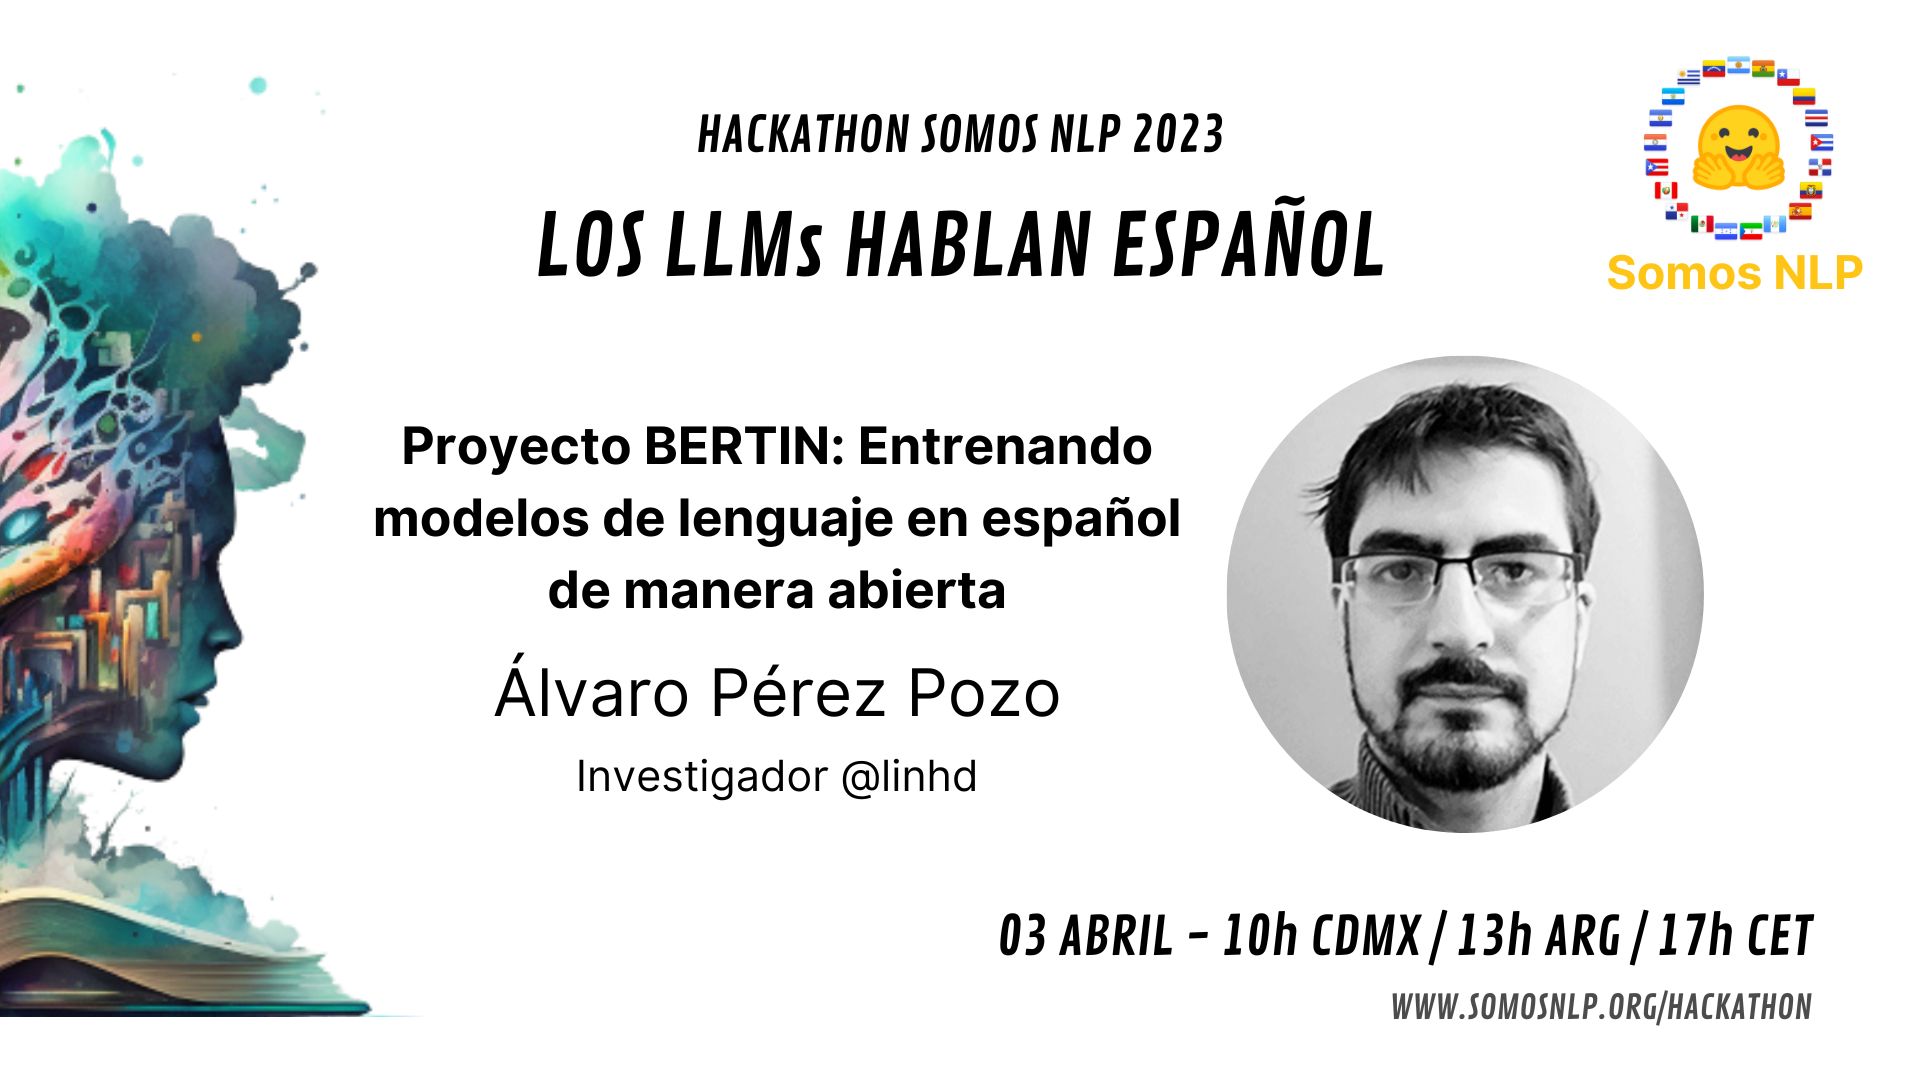 HACKATHON SOMOS NLP 2023
LOS LLMs HABLAN ESPAÑOL
Somos NLP
Proyecto BERTIN: Entrenando
modelos de lenguaje en español
de manera abierta
Álvaro Pérez Pozo
Investigador @linhd
03 ABRIL - 10h CDMX / 13h ARG / 17h CET
WWW.SOMOSNLP.ORG/HACKATHON